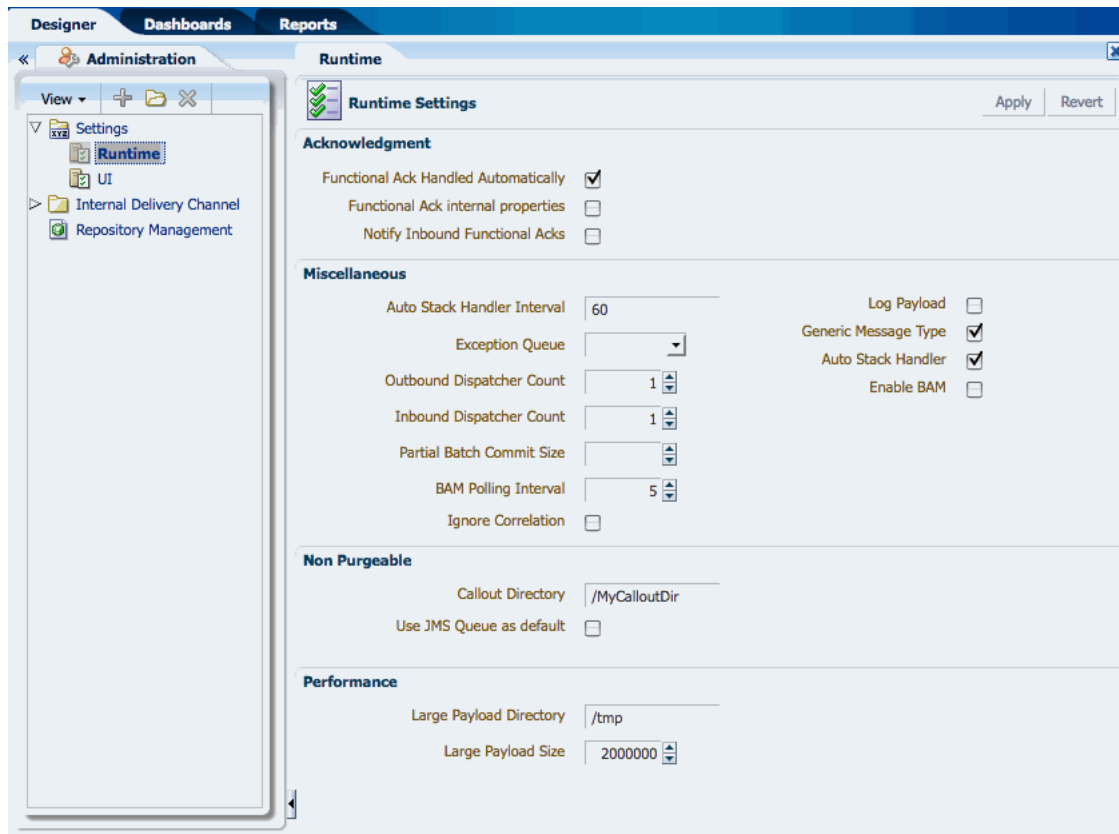 Designer Dashboards Reports
« Administration
View
Settings
XYZ
Runtime
UI
Internal Delivery Channel
Repository Management
Runtime
Runtime Settings
Apply Revert
Acknowledgment
Functional Ack Handled Automatically
Functional Ack internal properties
Notify Inbound Functional Acks
Miscellaneous
Auto Stack Handler Interval 60
Exception Queue
Outbound Dispatcher Count 1
Inbound Dispatcher Count 1
Partial Batch Commit Size
BAM Polling Interval 5
Ignore Correlation
Log Payload
Generic Message Type
Auto Stack Handler
Enable BAM
Non Purgeable
Callout Directory /MyCalloutDir
Use JMS Queue as default
Performance
Large Payload Directory /tmp
Large Payload Size 2000000